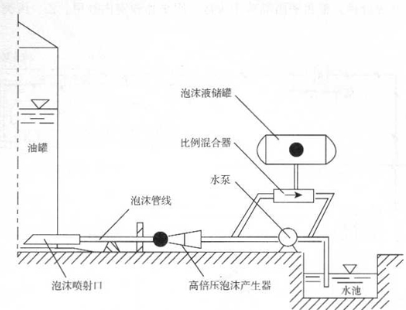 泡沫液储罐
比例混合器
油罐
水泵
泡沫管线
泡沫喷射口
高倍压泡沫产生器
水池